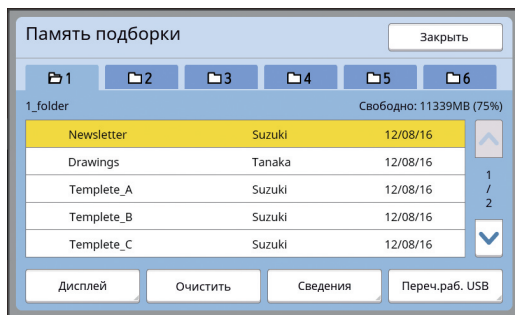 Память подборки Закрыть
1 2 3 4 5 6
1_folder Свободно: 11339MB (75%)
Newsletter Suzuki 12/08/16
Drawings Tanaka 12/08/16
Templete_A Suzuki 12/08/16
Templete_B Suzuki 12/08/16
Templete_C Suzuki 12/08/16
1
/
2
Дисплей Очистить Сведения Переч.раб. USB